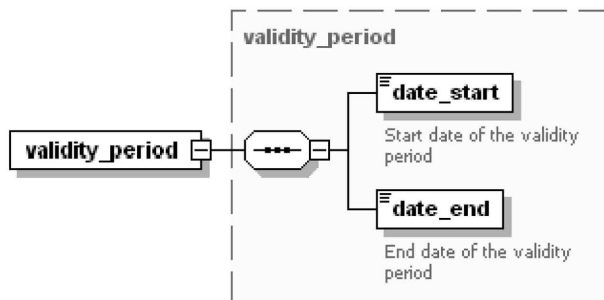 validity_period
date_start
Start date of the validity
period
validity_period
date_end
End date of the validity
period